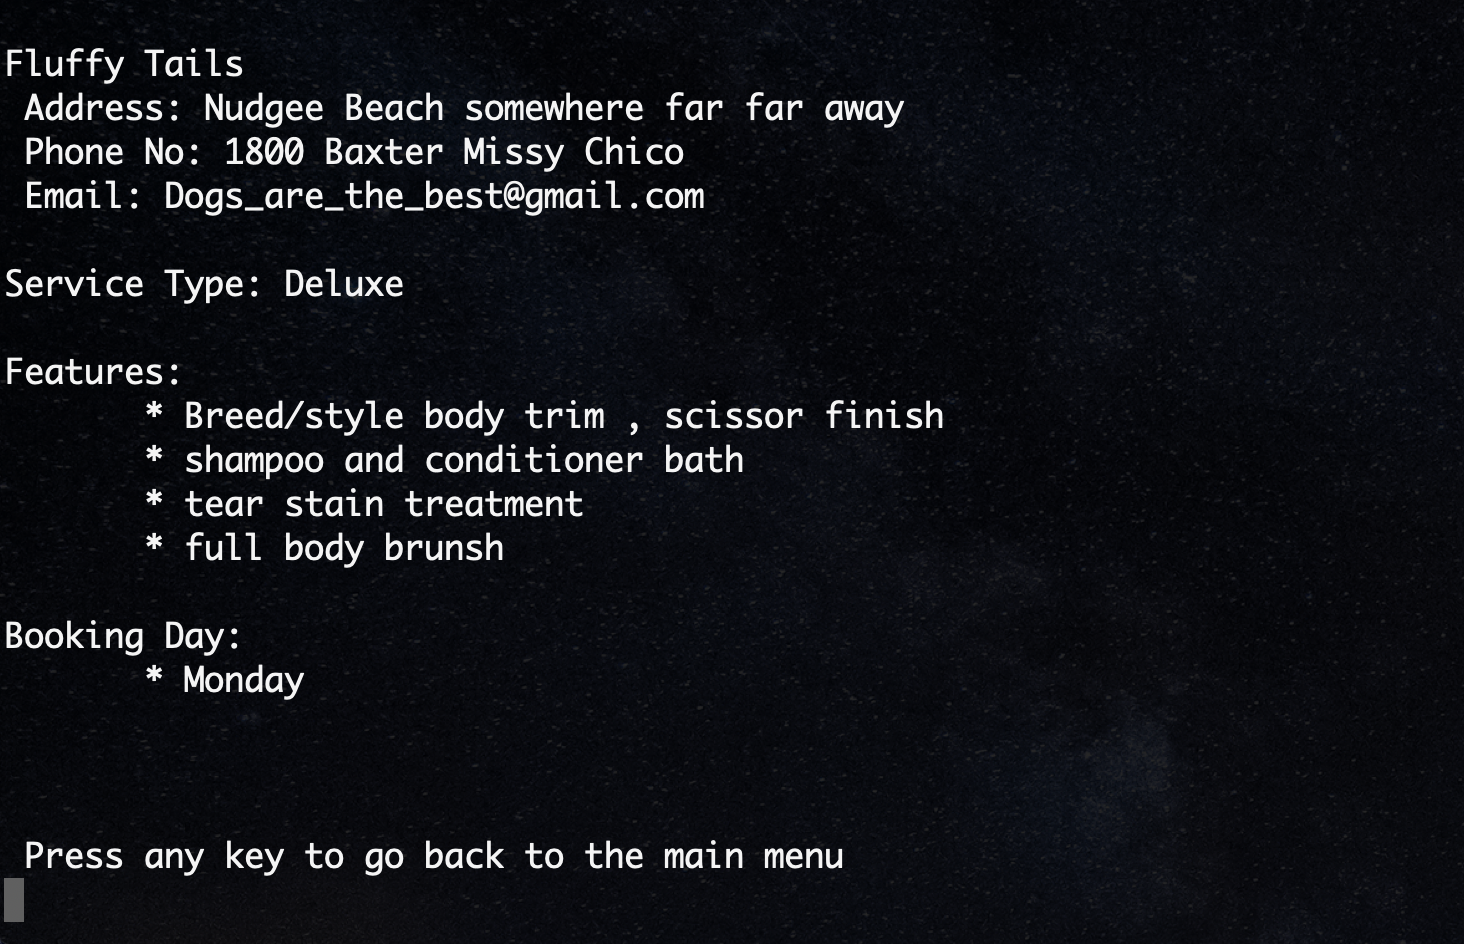 Fluffy Tails
Address: Nudgee Beach somewhere far far away
Phone No: 1800 Baxter Missy Chico
Email: Dogs_are_the_best@gmail.com
Service Type: Deluxe
Features:
* Breed/style body trim , scissor finish
* shampoo and conditioner bath
* tear stain treatment
* full body brunsh
Booking Day:
* Monday
Press any key to go back to the main menu